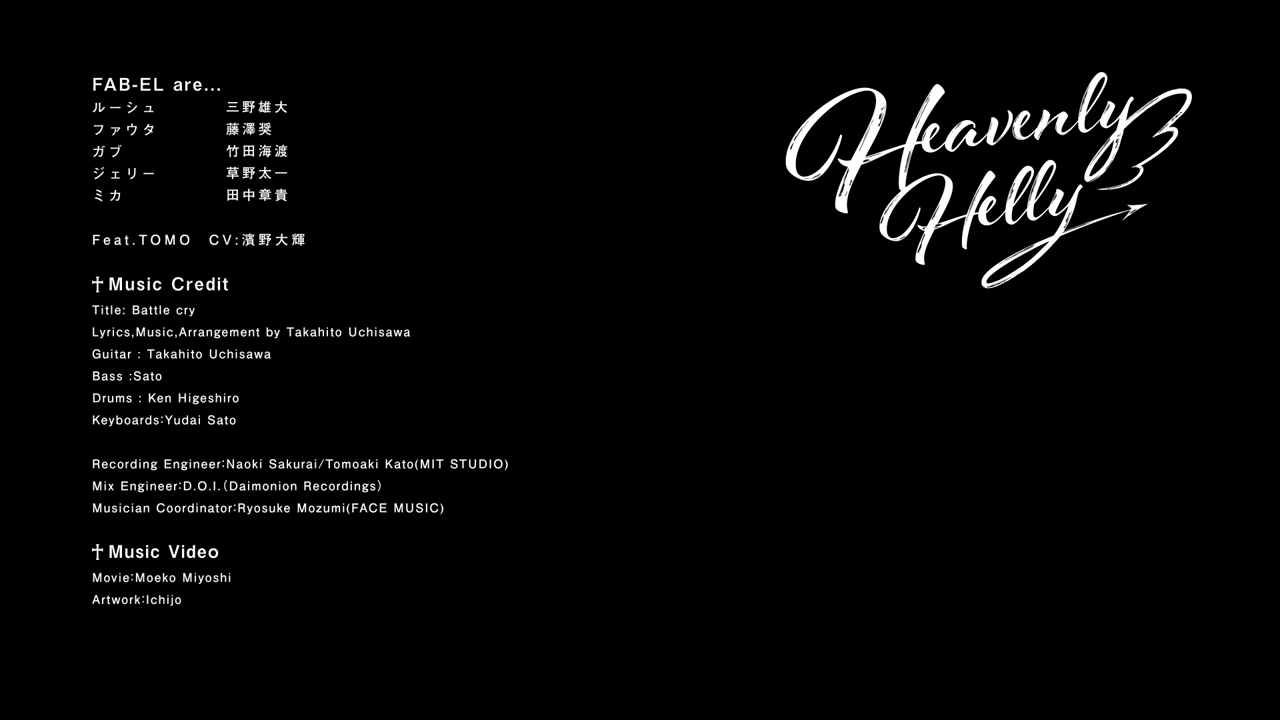 FAB-EL are...
ルーシュ 三野雄大
ファウタ 藤澤奨
ガブ 竹田海渡
ジェリー 草野太一
ミカ 田中章貴
Feat.TOMO CV:濱野大輝
†Music Credit
Title: Battle cry
Lyrics,Music,Arrangement by Takahito Uchisawa
Guitar : Takahito Uchisawa
Bass :Sato
Drums : Ken Higeshiro
Keyboards:Yudai Sato
Recording Engineer:Naoki Sakurai/Tomoaki Kato(MIT STUDIO)
Mix Engineer:D.O.I.(Daimonion Recordings)
Musician Coordinator:Ryosuke Mozumi(FACE MUSIC)
†Music Video
Movie:Moeko Miyoshi
Artwork:Ichijo
Heavenly
Helly